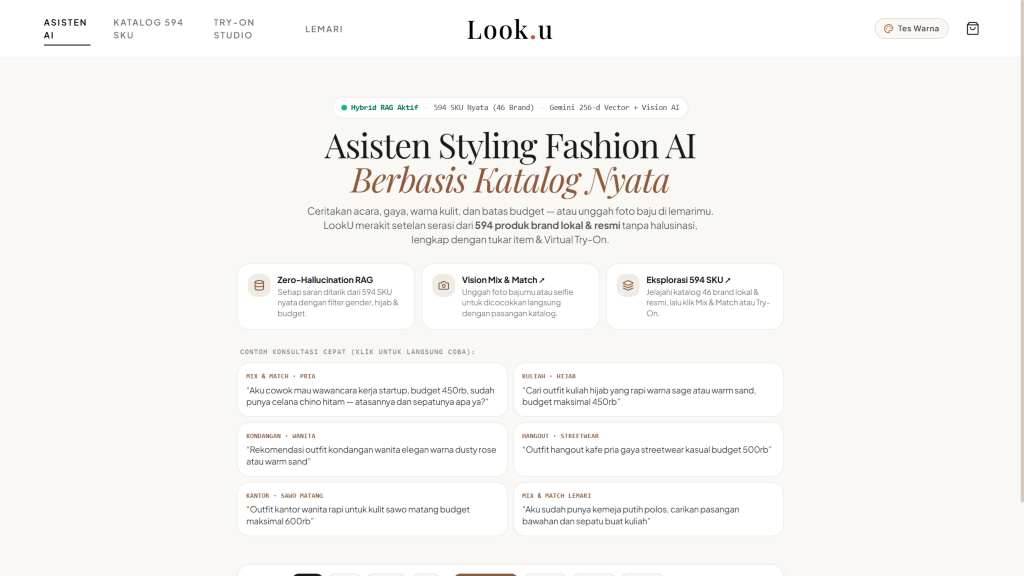 ASISTEN AI
KATALOG 594 SKU
TRY-ON STUDIO
LEMARI
Look.u
Tes Warna
Hybrid RAG Aktif · 594 SKU Nyata (46 Brand) · Gemini 256-d Vector + Vision AI
Asisten Styling Fashion AI
Berbasis Katalog Nyata
Ceritakan acara, gaya, warna kulit, dan batas budget — atau unggah foto baju di lemarimu.
LookU merakit setelan serasi dari 594 produk brand lokal & resmi tanpa halusinasi,
lengkap dengan tukar item & Virtual Try-On.
Zero-Hallucination RAG
Setiap saran ditarik dari 594 SKU
nyata dengan filter gender, hijab &
budget.
Vision Mix & Match ↗
Unggah foto bajumu atau selfie
untuk dicocokkan langsung
dengan pasangan katalog.
Eksplorasi 594 SKU ↗
Jelajahi katalog 46 brand lokal &
resmi, lalu klik Mix & Match atau Try-
On.
CONTOH KONSULTASI CEPAT (KLIK UNTUK LANGSUNG COBA):
MIX & MATCH · PRIA
"Aku cowok mau wawancara kerja startup, budget 450rb, sudah
punya celana chino hitam — atasannya dan sepatunya apa ya?"
KULIAH · HIJAB
"Cari outfit kuliah hijab yang rapi warna sage atau warm sand,
budget maksimal 450rb"
KONDANGAN · WANITA
"Rekomendasi outfit kondangan wanita elegan warna dusty rose
atau warm sand"
HANGOUT · STREETWEAR
"Outfit hangout kafe pria gaya streetwear kasual budget 500rb"
KANTOR · SAWO MATANG
"Outfit kantor wanita rapi untuk kulit sawo matang budget
maksimal 600rb"
MIX & MATCH LEMARI
"Aku sudah punya kemeja putih polos, carikan pasangan
bawahan dan sepatu buat kuliah"